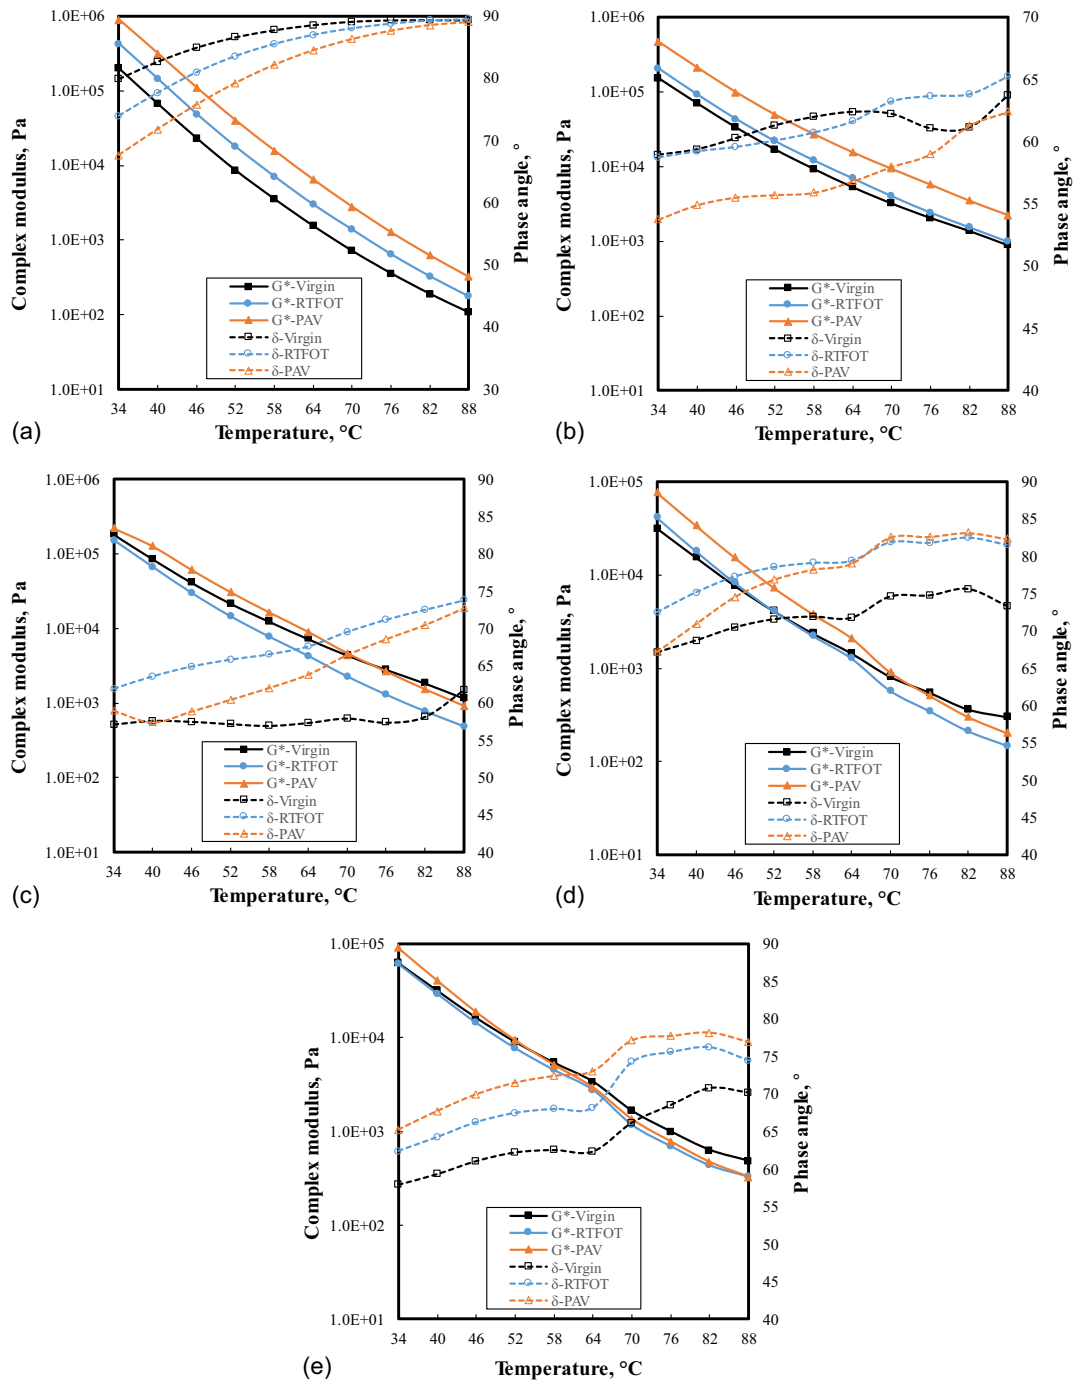 1.0E+06
1.0E+05
1.0E+04
1.0E+03
1.0E+02
1.0E+01
Complex modulus, Pa
90
80
70
60
50
40
30
Phase angle, °
G*-Virgin
G*-RTFOT
G*-PAV
δ-Virgin
δ-RTFOT
δ-PAV
34 40 46 52 58 64 70 76 82 88
Temperature, °C
(a)
1.0E+06
1.0E+05
1.0E+04
1.0E+03
1.0E+02
1.0E+01
Complex modulus, Pa
70
65
60
55
50
45
40
Phase angle, °
G*-Virgin
G*-RTFOT
G*-PAV
δ-Virgin
δ-RTFOT
δ-PAV
34 40 46 52 58 64 70 76 82 88
Temperature, °C
(b)
1.0E+06
1.0E+05
1.0E+04
1.0E+03
1.0E+02
1.0E+01
Complex modulus, Pa
90
85
80
75
70
65
60
55
50
45
40
Phase angle, °
G*-Virgin
G*-RTFOT
G*-PAV
δ-Virgin
δ-RTFOT
δ-PAV
34 40 46 52 58 64 70 76 82 88
Temperature, °C
(c)
1.0E+05
1.0E+04
1.0E+03
1.0E+02
1.0E+01
Complex modulus, Pa
90
85
80
75
70
65
60
55
50
45
40
Phase angle, °
G*-Virgin
G*-RTFOT
G*-PAV
δ-Virgin
δ-RTFOT
δ-PAV
34 40 46 52 58 64 70 76 82 88
Temperature, °C
(d)
1.0E+05
1.0E+04
1.0E+03
1.0E+02
1.0E+01
Complex modulus, Pa
90
85
80
75
70
65
60
55
50
45
40
Phase angle, °
G*-Virgin
G*-RTFOT
G*-PAV
δ-Virgin
δ-RTFOT
δ-PAV
34 40 46 52 58 64 70 76 82 88
Temperature, °C
(e)